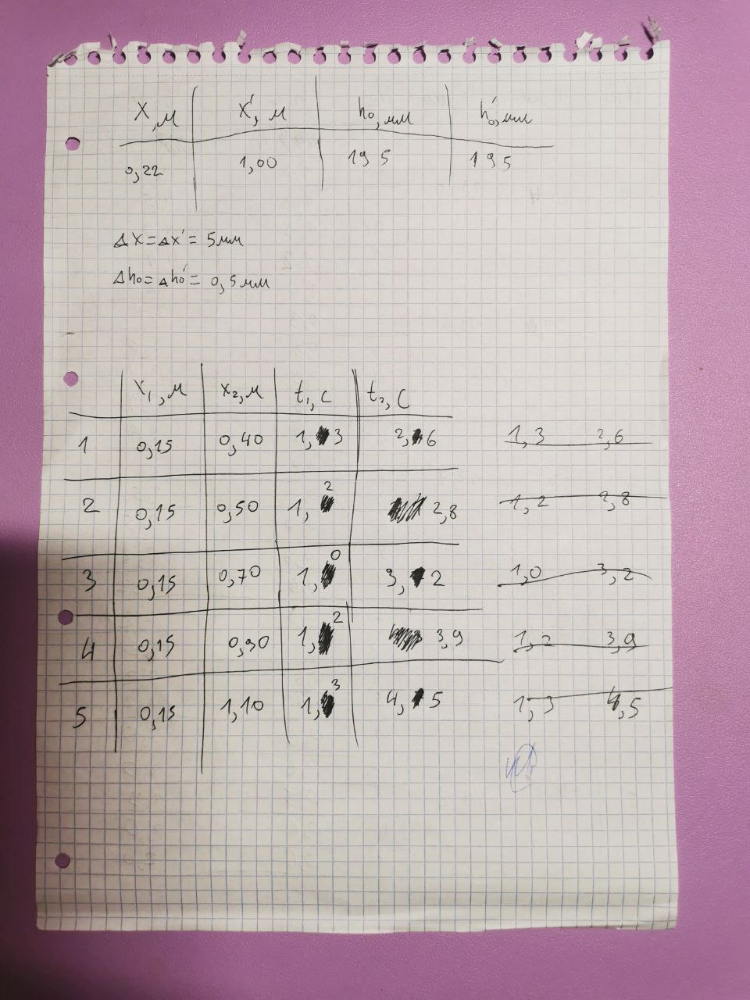 x, м x', м h₀, мм h₀', мм
0,22 1,00 195 195
Δx = Δx' = 5 мм
Δh₀ = Δh₀' = 0,5 мм
x₁, м x₂, м t₁, с t₂, с
1 0,15 0,40 1,3 2,6 1,3 2,6
2 0,15 0,50 1,2 2,8 1,2 2,8
3 0,15 0,70 1,0 3,2 1,0 3,2
4 0,15 0,90 1,2 3,9 1,2 3,9
5 0,15 1,10 1,3 4,5 1,3 4,5